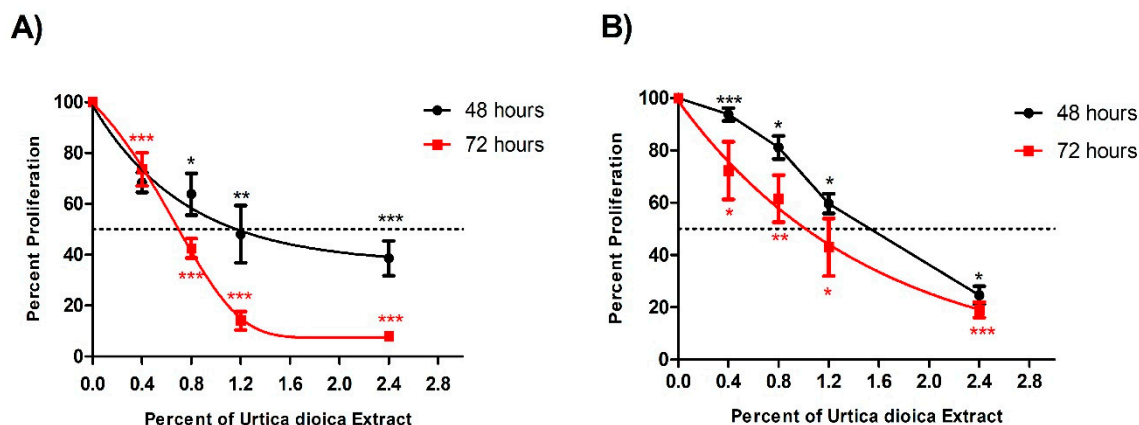 A)
B)
100
80
60
40
20
0
***
*
**
***
***
***
***
48 hours
72 hours
Percent Proliferation
0.0 0.4 0.8 1.2 1.6 2.0 2.4 2.8
Percent of Urtica dioica Extract
100
80
60
40
20
0
***
*
*
*
*
**
*
***
48 hours
72 hours
Percent Proliferation
0.0 0.4 0.8 1.2 1.6 2.0 2.4 2.8
Percent of Urtica dioica Extract